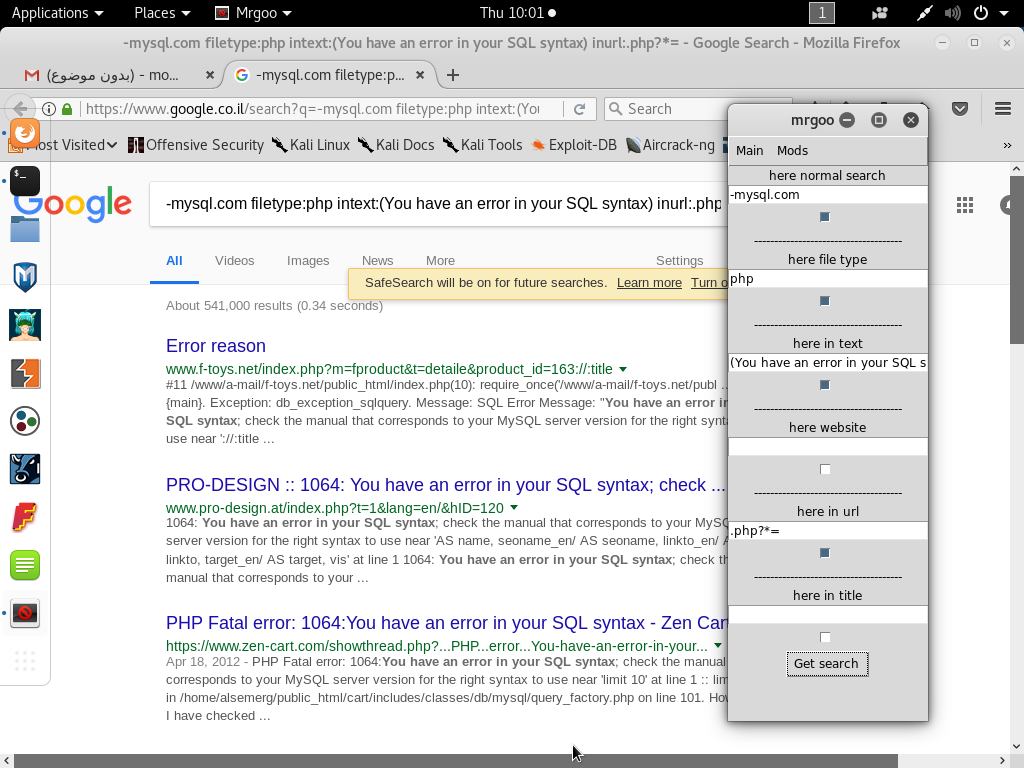 Applications Places Mrgoo Thu 10:01 1
-mysql.com filetype:php intext:(You have an error in your SQL syntax) inurl:.php?*= - Google Search - Mozilla Firefox
(بدون موضوع) - mo... -mysql.com filetype:p...
https://www.google.co.il/search?q=-mysql.com filetype:php intext:(You Search
Most Visited Offensive Security Kali Linux Kali Docs Kali Tools Exploit-DB Aircrack-ng »
Google
-mysql.com filetype:php intext:(You have an error in your SQL syntax) inurl:.php
All Videos Images News More Settings
SafeSearch will be on for future searches. Learn more Turn o
About 541,000 results (0.34 seconds)
Error reason
www.f-toys.net/index.php?m=fproduct&t=detaile&product_id=163://:title
#11 /www/a-mail/f-toys.net/public_html/index.php(10): require_once('/www/a-mail/f-toys.net/publ ...
{main}. Exception: db_exception_sqlquery. Message: SQL Error Message: "You have an error in
SQL syntax; check the manual that corresponds to your MySQL server version for the right synta
use near '://:title ...
PRO-DESIGN :: 1064: You have an error in your SQL syntax; check ...
www.pro-design.at/index.php?t=1&lang=en/&hID=120
1064: You have an error in your SQL syntax; check the manual that corresponds to your MySQ
server version for the right syntax to use near 'AS name, seoname_en/ AS seoname, linkto_en/ A
linkto, target_en/ AS target, vis' at line 1 1064: You have an error in your SQL syntax; check th
manual that corresponds to your ...
PHP Fatal error: 1064:You have an error in your SQL syntax - Zen Cart
https://www.zen-cart.com/showthread.php?...PHP...error...You-have-an-error-in-your...
Apr 18, 2012 - PHP Fatal error: 1064:You have an error in your SQL syntax; check the manual
corresponds to your MySQL server version for the right syntax to use near 'limit 10' at line 1 :: lim
in /home/alsemerg/public_html/cart/includes/classes/db/mysql/query_factory.php on line 101. How
I have checked ...
mrgoo
Main Mods
here normal search
-mysql.com
-------------------------------------
here file type
php
-------------------------------------
here in text
(You have an error in your SQL s
-------------------------------------
here website
-------------------------------------
here in url
.php?*=
-------------------------------------
here in title
Get search